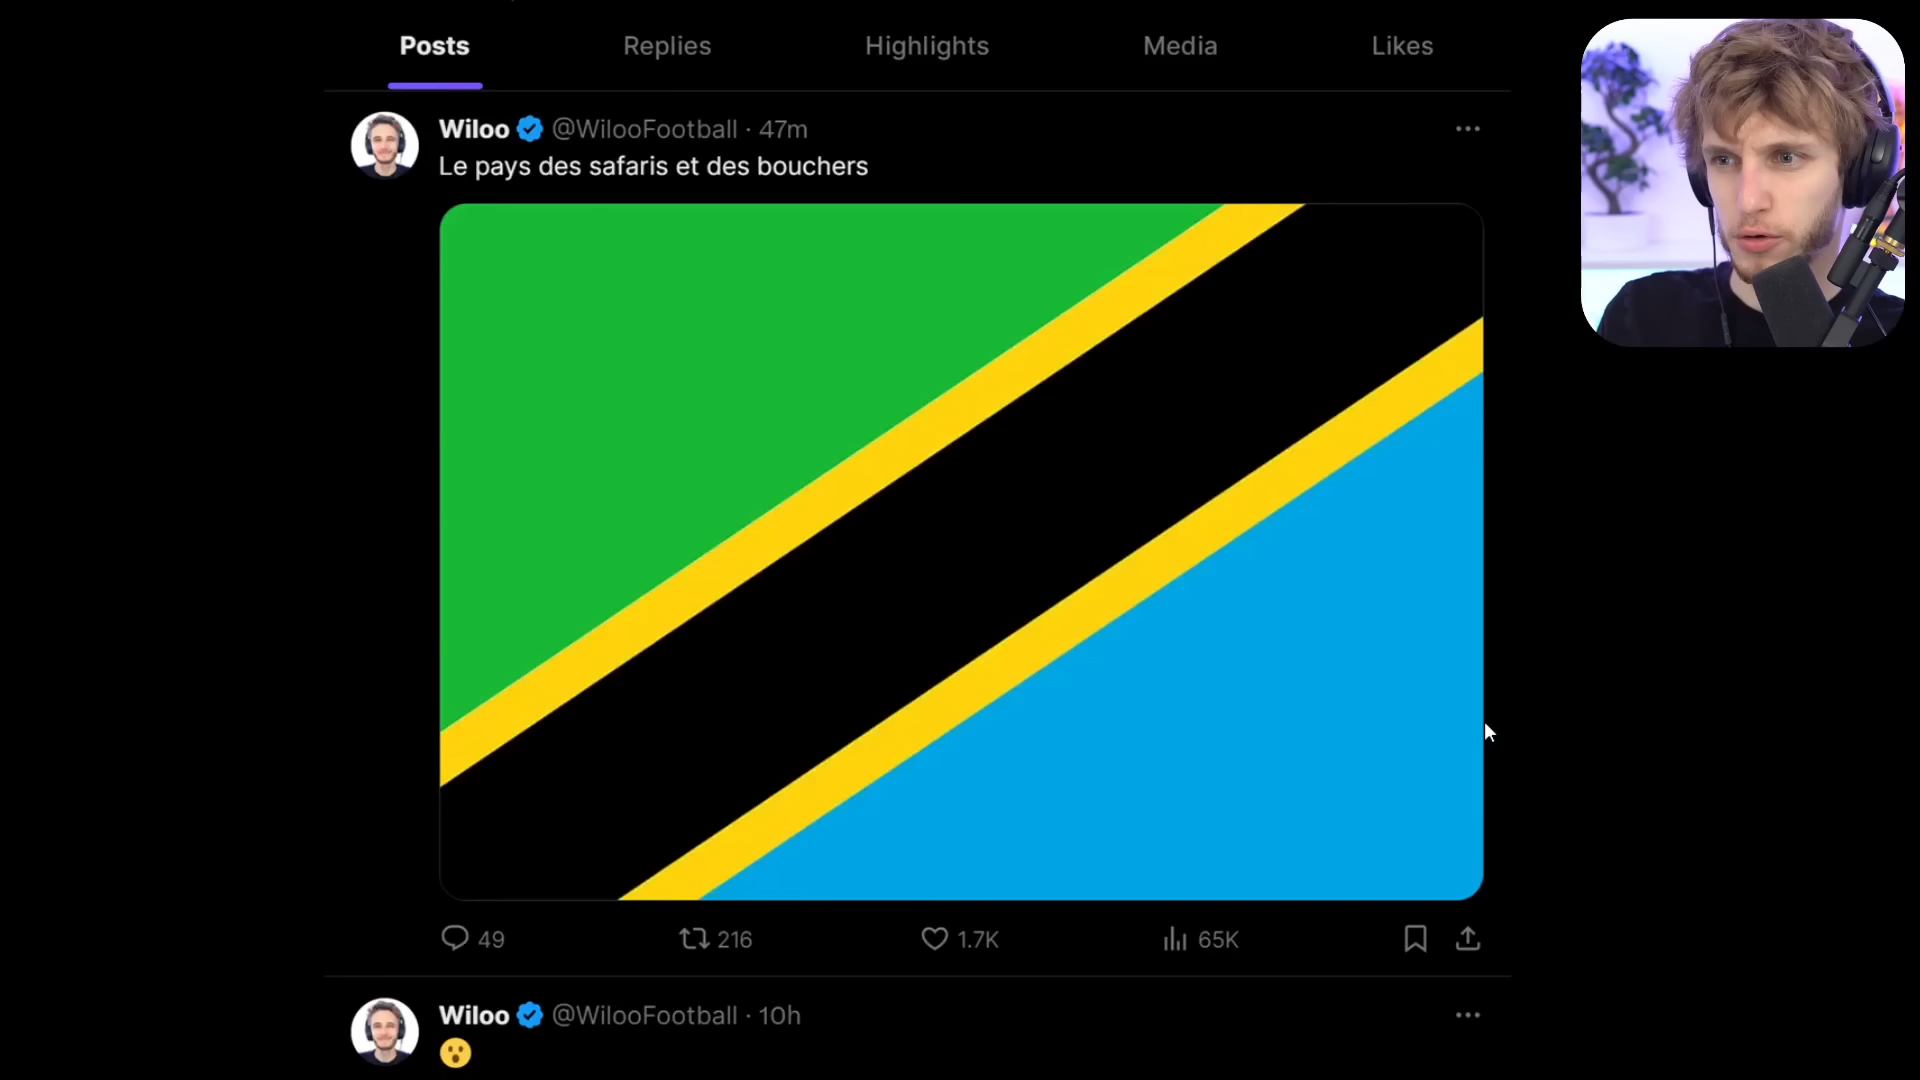 Posts Replies Highlights Media Likes
Wiloo @WilooFootball · 47m
Le pays des safaris et des bouchers
49 216 1.7K 65K
Wiloo @WilooFootball · 10h
😮